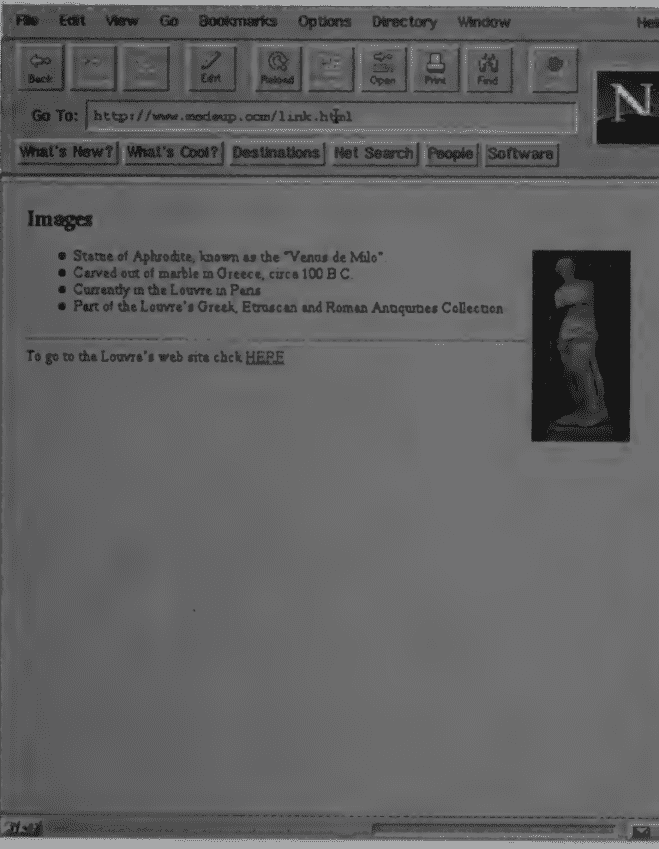 File Edit View Go Bookmarks Options Directory Window
Back Edit Reload Open Print Find
Go To: http://www.madeup.com/link.html
N
What's New? What's Cool? Destinations Net Search People Software
Images
Statue of Aphrodite, known as the "Venus de Milo".
Carved out of marble in Greece, circa 100 B.C.
Currently in the Louvre in Paris
Part of the Louvre's Greek, Etruscan and Roman Antiquities Collection
To go to the Louvre's web site click HERE